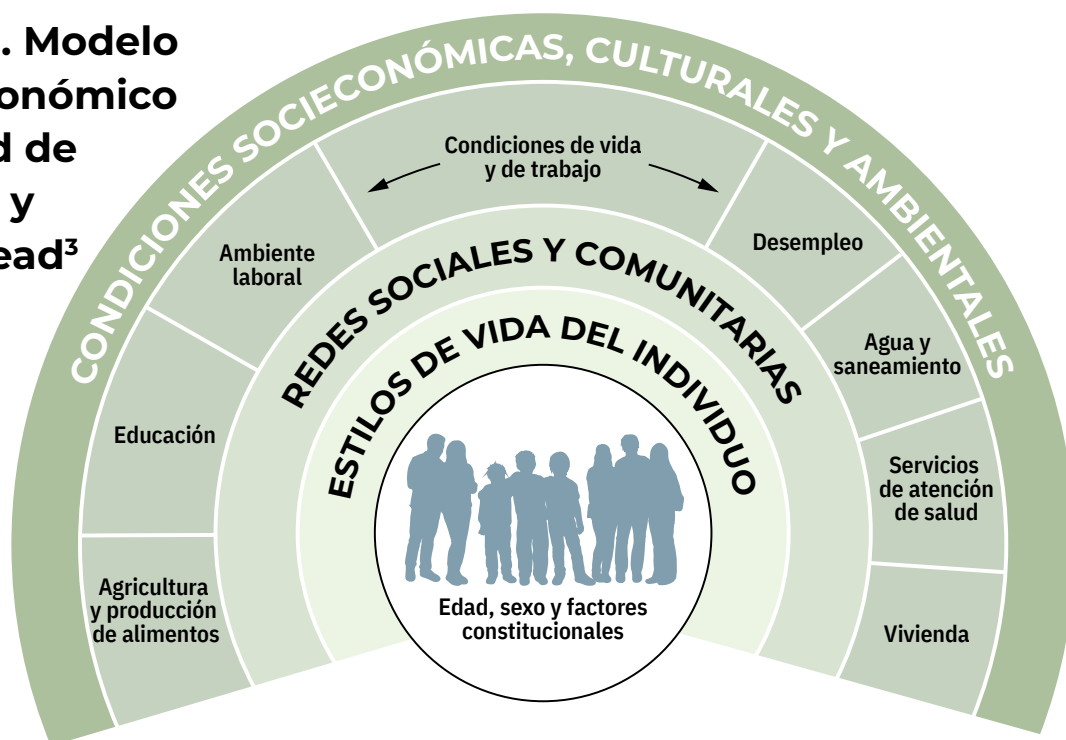 . Modelo
onómico
d de
y
ead³
CONDICIONES SOCIECONÓMICAS, CULTURALES Y AMBIENTALES
Condiciones de vida
y de trabajo
REDES SOCIALES Y COMUNITARIAS
ESTILOS DE VIDA DEL INDIVIDUO
Ambiente
laboral
Educación
Agricultura
y producción
de alimentos
Desempleo
Agua y
saneamiento
Servicios
de atención
de salud
Vivienda
Edad, sexo y factores
constitucionales